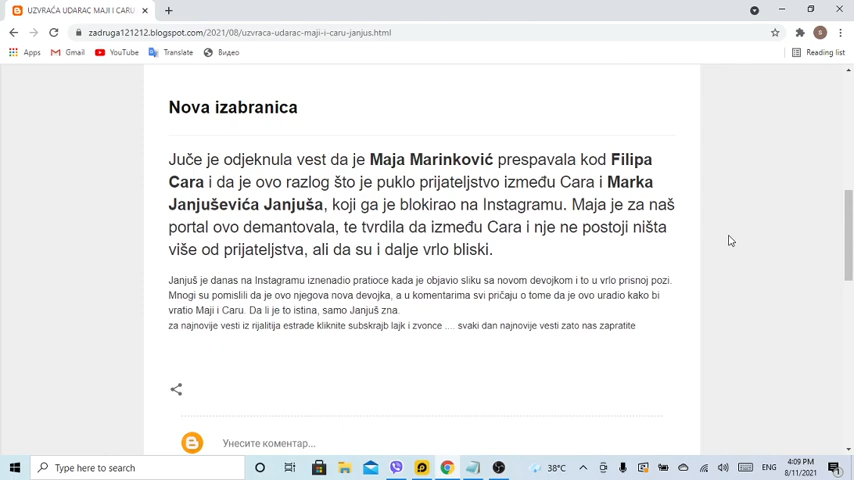 UZVRAĆA UDARAC MAJI I CARU
zadruga121212.blogspot.com/2021/08/uzvraca-udarac-maji-i-caru-janjus.html
Apps Gmail YouTube Translate Видео Reading list
Nova izabranica
Juče je odjeknula vest da je Maja Marinković prespavala kod Filipa
Cara i da je ovo razlog što je puklo prijateljstvo između Cara i Marka
Janjuševića Janjuša, koji ga je blokirao na Instagramu. Maja je za naš
portal ovo demantovala, te tvrdila da između Cara i nje ne postoji ništa
više od prijateljstva, ali da su i dalje vrlo bliski.
Janjuš je danas na Instagramu iznenadio pratioce kada je objavio sliku sa novom devojkom i to u vrlo prisnoj pozi.
Mnogi su pomislili da je ovo njegova nova devojka, a u komentarima svi pričaju o tome da je ovo uradio kako bi
vratio Maji i Caru. Da li je to istina, samo Janjuš zna.
za najnovije vesti iz rijalitija estrade kliknite subskrajb lajk i zvonce .... svaki dan najnovije vesti zato nas zapratite
Унесите коментар...
Type here to search
38°C
ENG
4:09 PM
8/11/2021